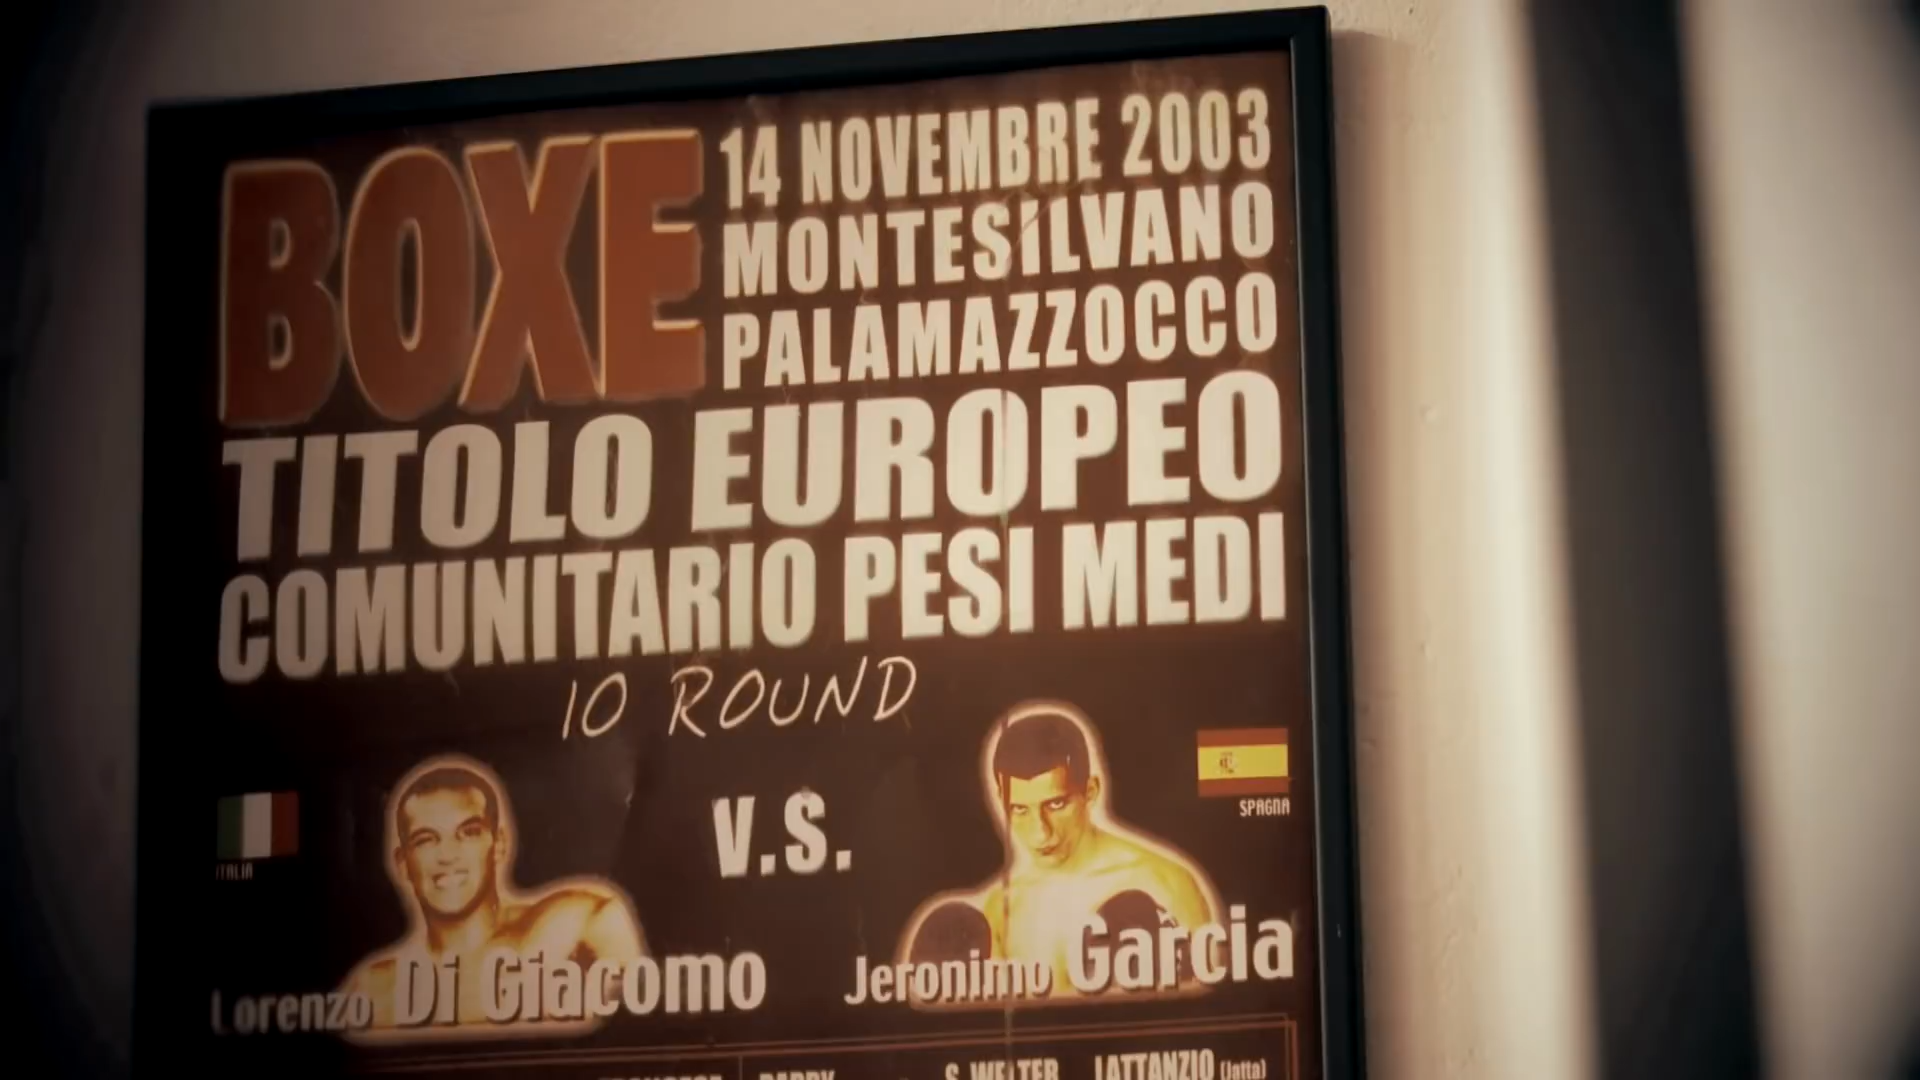 BOXE
14 NOVEMBRE 2003
MONTESILVANO
PALAMAZZOCCO
TITOLO EUROPEO
COMUNITARIO PESI MEDI
10 ROUND
ITALIA
V.S.
SPAGNA
Lorenzo Di Giacomo
Jeronimo Garcia
S. WELTER LATTANZIO (Jatta)